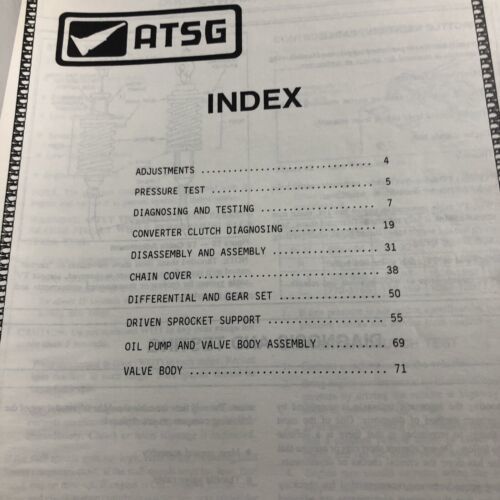 ATSG
INDEX
ADJUSTMENTS ................................ 4
PRESSURE TEST .............................. 5
DIAGNOSING AND TESTING ..................... 7
CONVERTER CLUTCH DIAGNOSING ................ 19
DISASSEMBLY AND ASSEMBLY ................... 31
CHAIN COVER ................................. 38
DIFFERENTIAL AND GEAR SET .................. 50
DRIVEN SPROCKET SUPPORT .................... 55
OIL PUMP AND VALVE BODY ASSEMBLY ........... 69
VALVE BODY .................................. 71